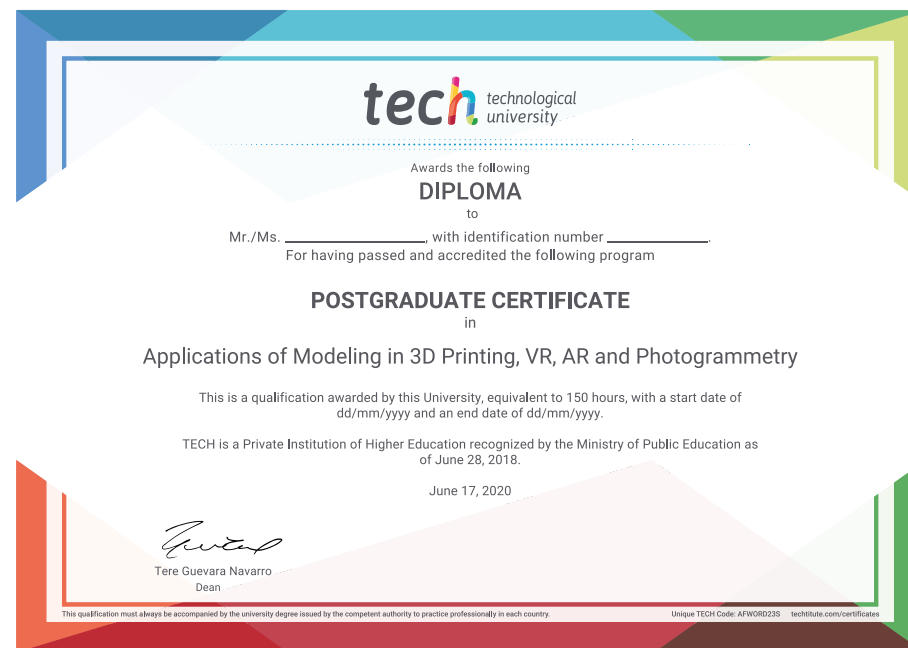 tech technological
university
Awards the following
DIPLOMA
to
Mr./Ms. ____________________, with identification number ______________.
For having passed and accredited the following program
POSTGRADUATE CERTIFICATE
in
Applications of Modeling in 3D Printing, VR, AR and Photogrammetry
This is a qualification awarded by this University, equivalent to 150 hours, with a start date of
dd/mm/yyyy and an end date of dd/mm/yyyy.
TECH is a Private Institution of Higher Education recognized by the Ministry of Public Education as
of June 28, 2018.
June 17, 2020
Tere Guevara Navarro
Dean
This qualification must always be accompanied by the university degree issued by the competent authority to practice professionally in each country. Unique TECH Code: AFWORD23S techtitute.com/certificates